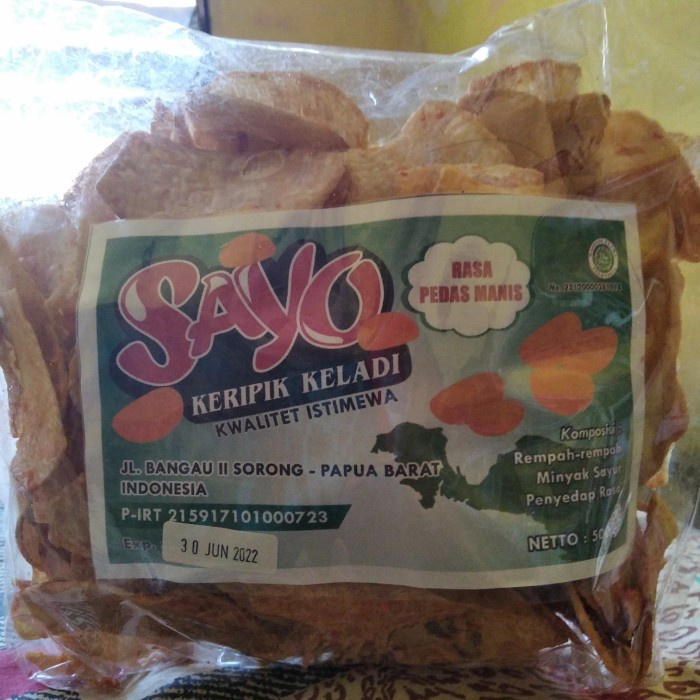 SAYO
KERIPIK KELADI
KWALITET ISTIMEWA
RASA
PEDAS MANIS
JL. BANGAU II SORONG - PAPUA BARAT
INDONESIA
P-IRT 215917101000723
Exp.
30 JUN 2022
Komposisi:
Rempah-rempah
Minyak Sayur
Penyedap Rasa
NETTO :